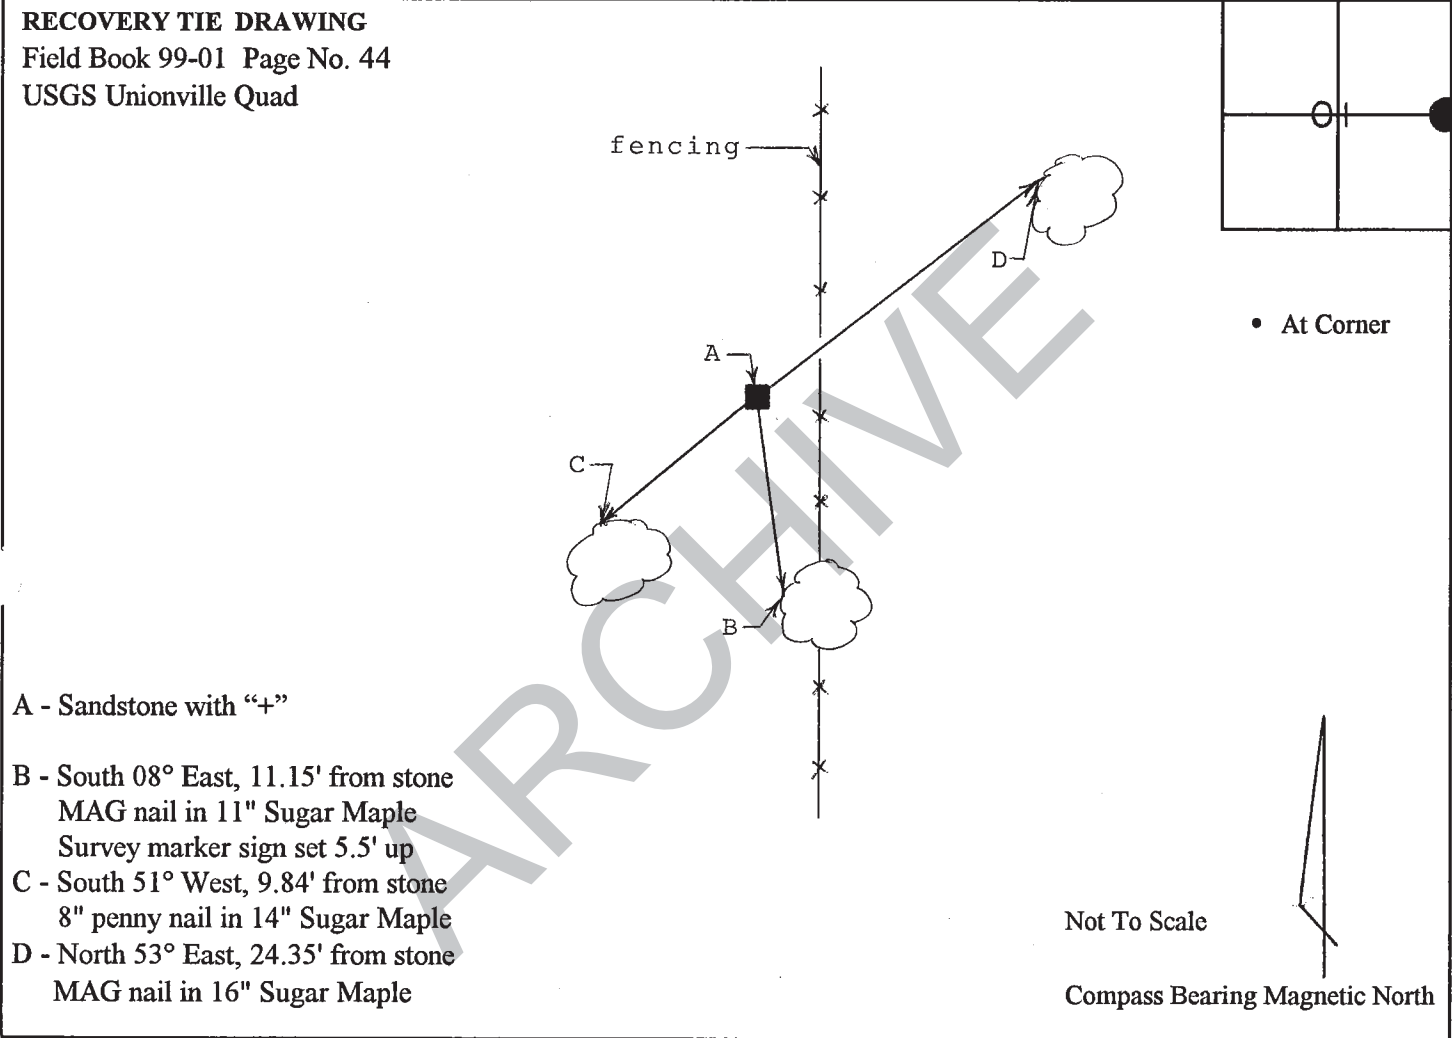 RECOVERY TIE DRAWING
Field Book 99-01 Page No. 44
USGS Unionville Quad
fencing
D
A
C
B
• At Corner
A - Sandstone with “+”
B - South 08° East, 11.15' from stone
MAG nail in 11" Sugar Maple
Survey marker sign set 5.5' up
C - South 51° West, 9.84' from stone
8" penny nail in 14" Sugar Maple
D - North 53° East, 24.35' from stone
MAG nail in 16" Sugar Maple
Not To Scale
Compass Bearing Magnetic North
ARCHIVE